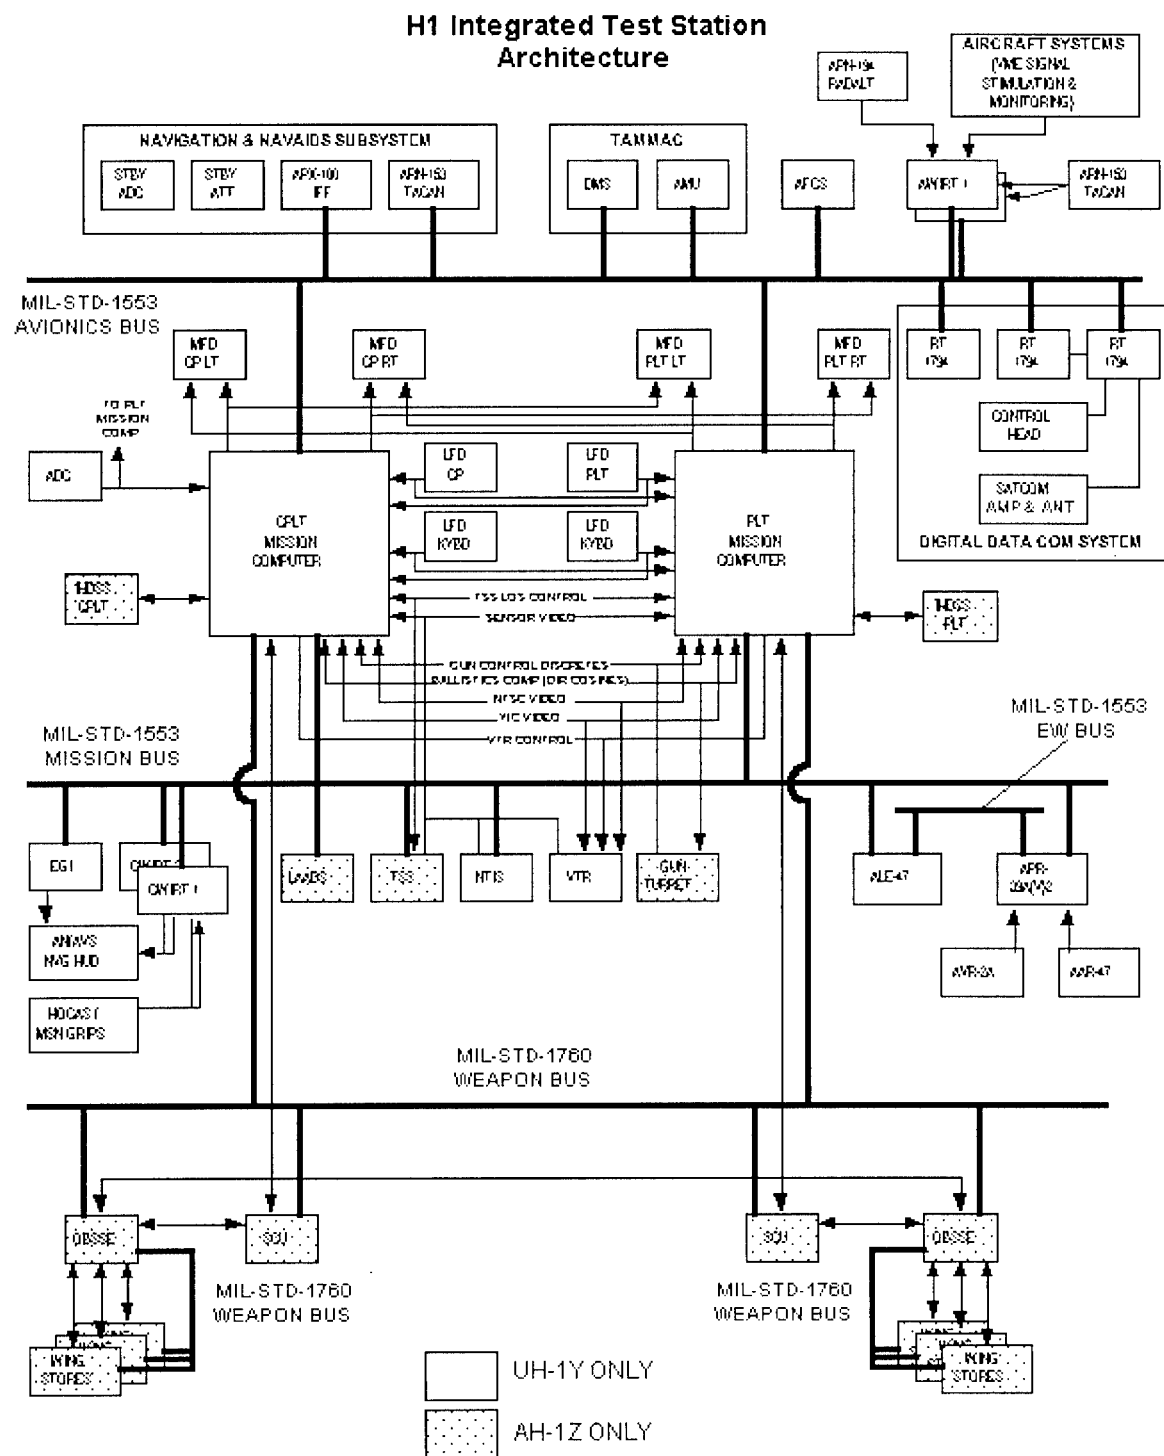 H1 Integrated Test Station
Architecture
AIRCRAFT SYSTEMS
(VME SIGNAL
STIMULATION &
MONITORING)
APN-194
RADALT
NAVIGATION & NAVAIDS SUBSYSTEM
STBY
ADC
STBY
ATT
APX-100
IFF
ARN-153
TACAN
TAMMAC
DMS
AMU
AFCS
ARN-153
TACAN
MIL-STD-1553
AVIONICS BUS
MFD
CP LT
MFD
CP RT
MFD
PLT LT
MFD
PLT RT
RT
1794
RT
1794
RT
1794
CONTROL
HEAD
SATCOM
AMP & ANT
DIGITAL DATA COM SYSTEM
TO PLT
MISSION
COMP
ADC
CPLT
MISSION
COMPUTER
LFD
CP
LFD
PLT
LFD
KYBD
LFD
KYBD
PLT
MISSION
COMPUTER
THDSS
CPLT
THDSS
PLT
TSS LOS CONTROL
SENSOR VIDEO
GUN CONTROL DISCRETES
BALLISTICS COMP (DIR COSINES)
NTSC VIDEO
Y/C VIDEO
VTR CONTROL
MIL-STD-1553
MISSION BUS
MIL-STD-1553
EW BUS
EGI
TSS
NTIS
VTR
GUN
TURRET
ALE-47
APR-
39A(V)2
AN/AVS
NVG HUD
HOCAS /
MSN GRIPS
AVR-2A
AAR-47
MIL-STD-1760
WEAPON BUS
OBSSE
SCU
SCU
OBSSE
MIL-STD-1760
WEAPON BUS
MIL-STD-1760
WEAPON BUS
WING
STORES
WING
STORES
UH-1Y ONLY
AH-1Z ONLY